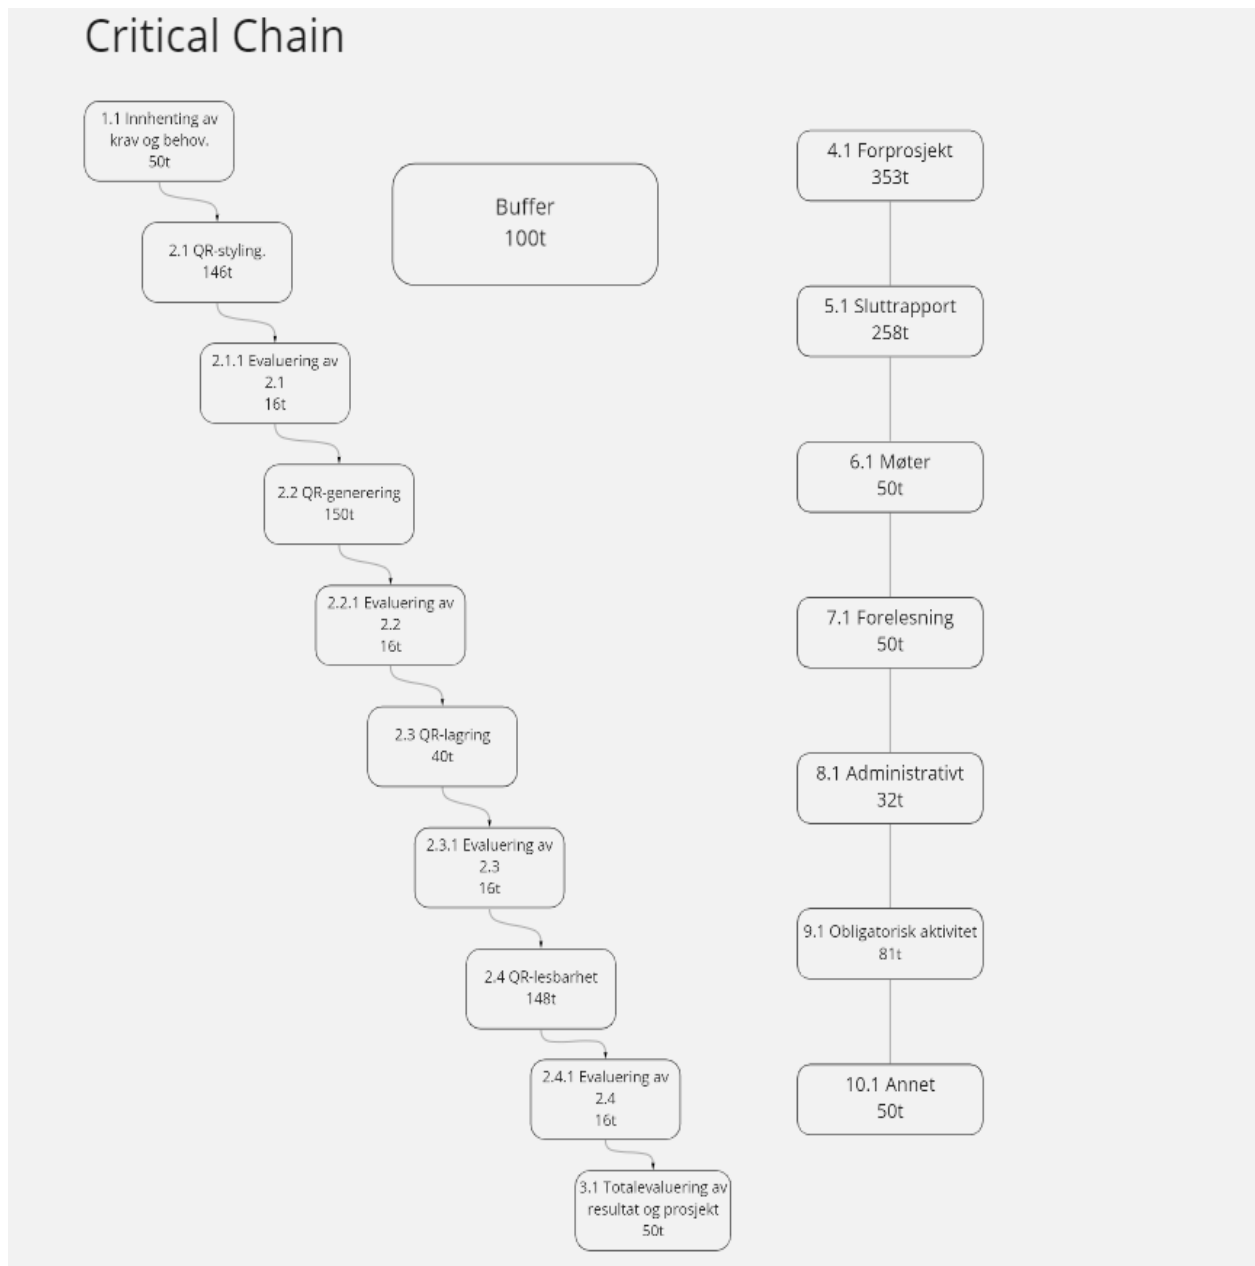 Critical Chain
1.1 Innhenting av
krav og behov.
50t
2.1 QR-styling.
146t
2.1.1 Evaluering av
2.1
16t
2.2 QR-generering
150t
2.2.1 Evaluering av
2.2
16t
2.3 QR-lagring
40t
2.3.1 Evaluering av
2.3
16t
2.4 QR-lesbarhet
148t
2.4.1 Evaluering av
2.4
16t
3.1 Totalevaluering av
resultat og prosjekt
50t
Buffer
100t
4.1 Forprosjekt
353t
5.1 Sluttrapport
258t
6.1 Møter
50t
7.1 Forelesning
50t
8.1 Administrativt
32t
9.1 Obligatorisk aktivitet
81t
10.1 Annet
50t